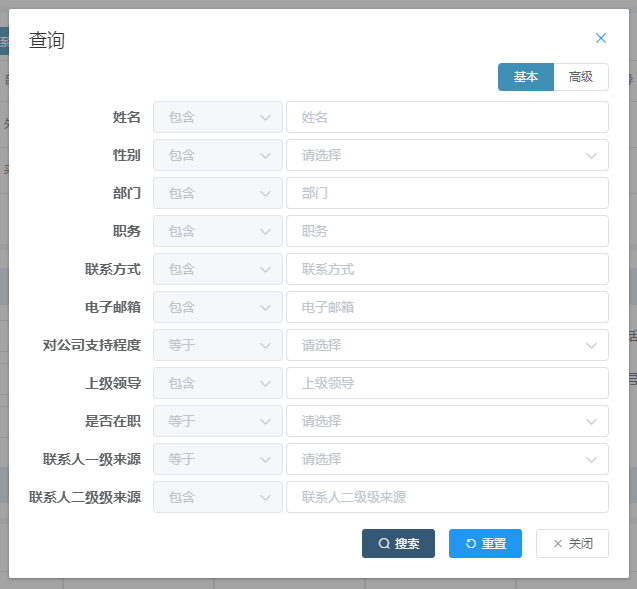 查询
基本 高级
姓名 包含 姓名
性别 包含 请选择
部门 包含 部门
职务 包含 职务
联系方式 包含 联系方式
电子邮箱 包含 电子邮箱
对公司支持程度 等于 请选择
上级领导 包含 上级领导
是否在职 等于 请选择
联系人一级来源 等于 请选择
联系人二级级来源 包含 联系人二级级来源
搜索 重置 关闭